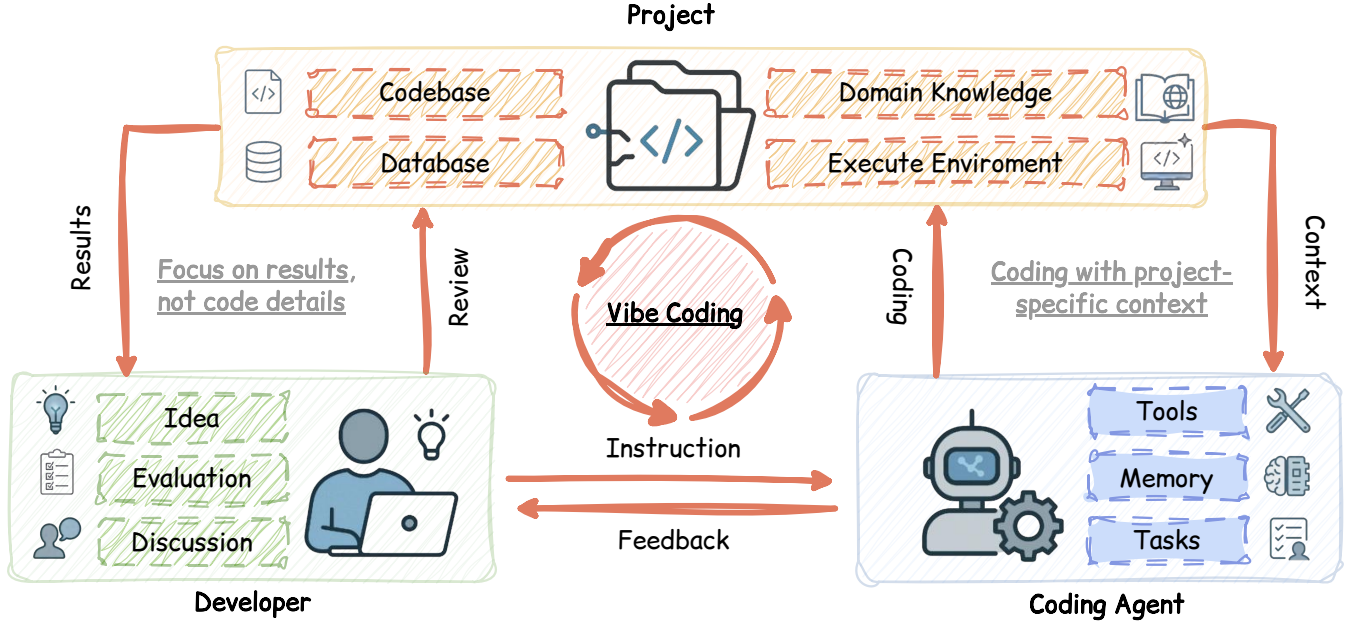 Project
Codebase
Domain Knowledge
Database
Execute Enviroment
Results
Focus on results,
not code details
Review
Vibe Coding
Coding
Coding with project-
specific context
Context
Idea
Evaluation
Discussion
Developer
Instruction
Feedback
Tools
Memory
Tasks
Coding Agent